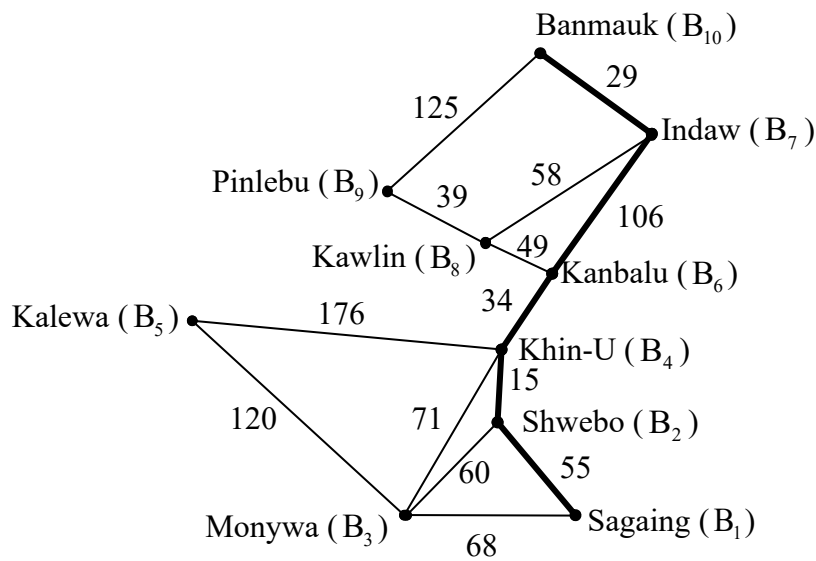 Banmauk (B₁₀)
29
125
Indaw (B₇)
58
Pinlebu (B₉)
39
106
49
Kawlin (B₈)
Kanbalu (B₆)
34
176
Kalewa (B₅)
Khin-U (B₄)
15
71
120
Shwebo (B₂)
60
55
Monywa (B₃)
Sagaing (B₁)
68